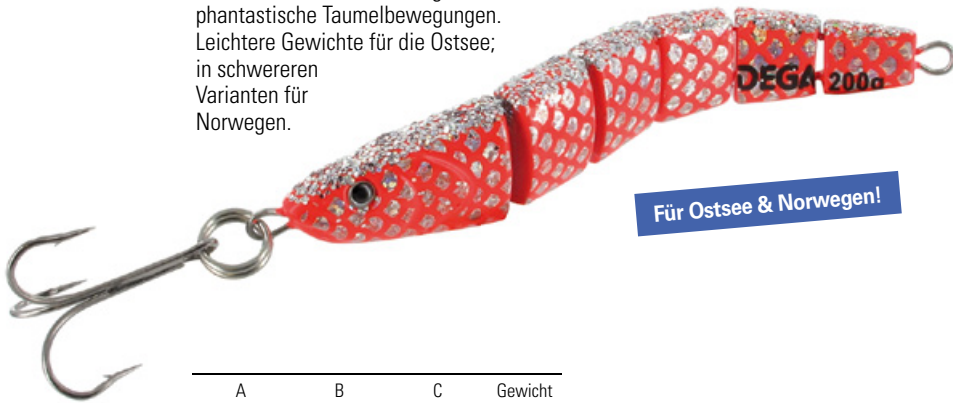 phantastische Taumelbewegungen.
Leichtere Gewichte für die Ostsee;
in schwereren
Varianten für
Norwegen.
DEGA 200g
Für Ostsee & Norwegen!
A B C Gewicht